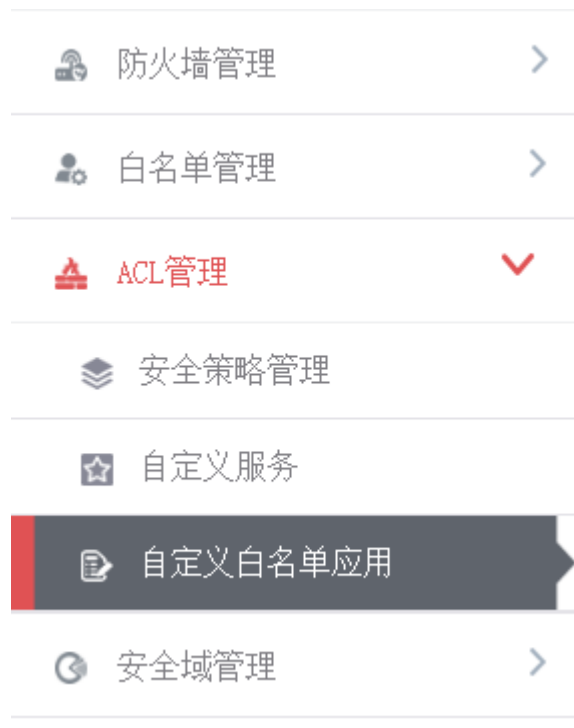 防火墙管理
白名单管理
ACL管理
安全策略管理
自定义服务
自定义白名单应用
安全域管理